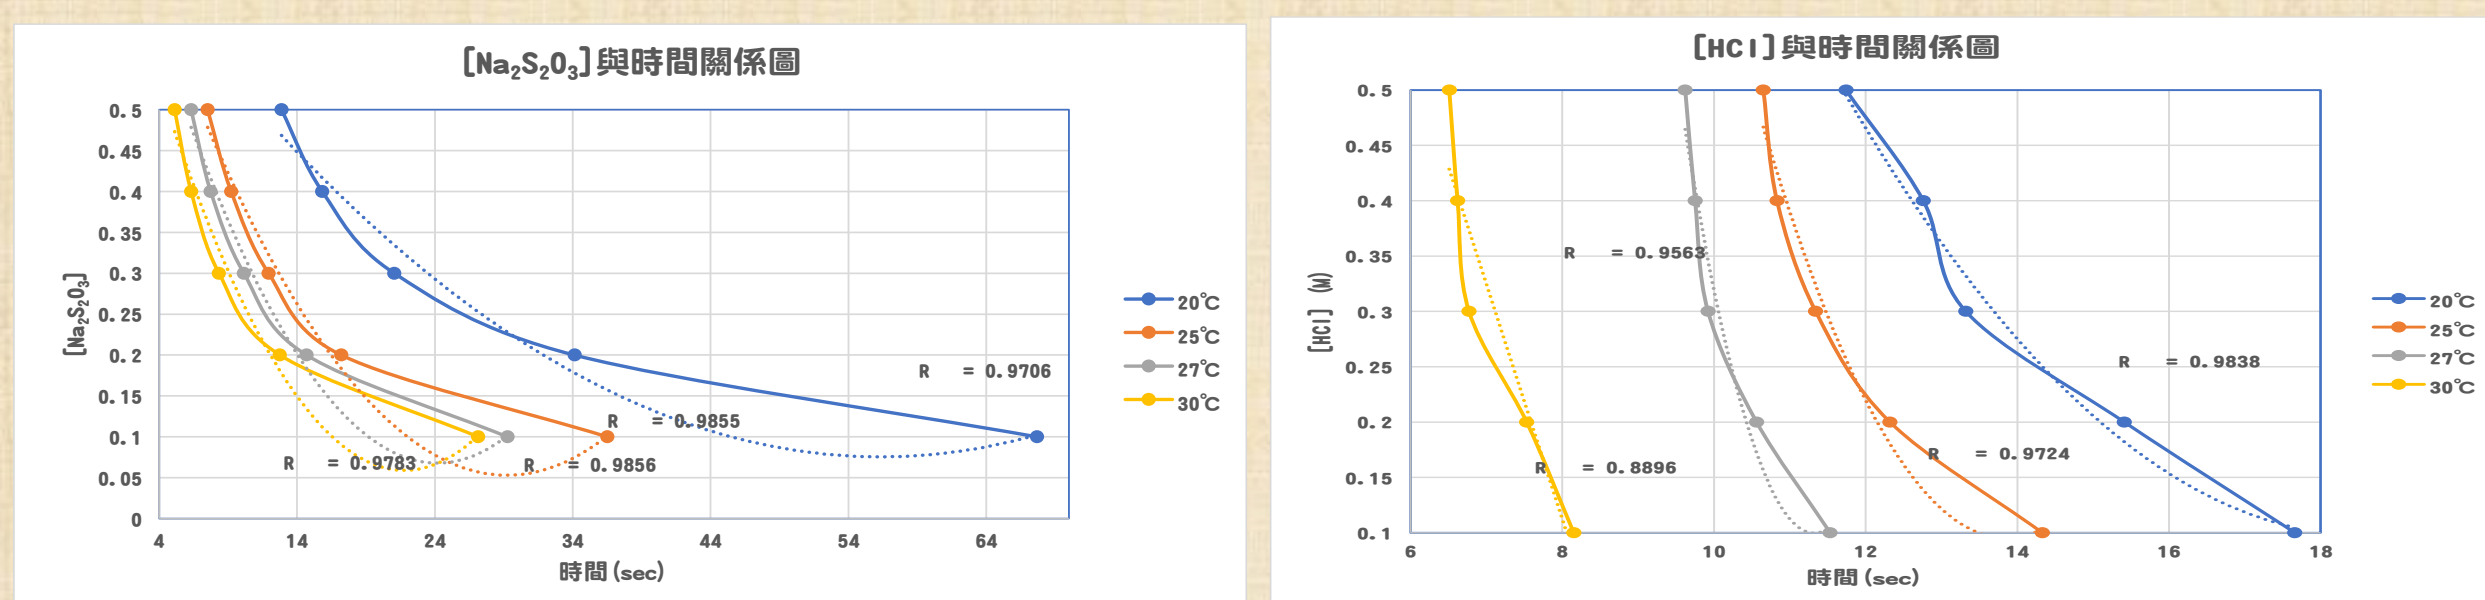 [Na₂S₂O₃]與時間關係圖
0.5
0.45
0.4
0.35
0.3
0.25
0.2
0.15
0.1
0.05
0
[Na₂S₂O₃]
4 14 24 34 44 54 64
時間(sec)
R = 0.9706
R = 0.9855
R = 0.9783
R = 0.9856
20℃
25℃
27℃
30℃
[HCl]與時間關係圖
0.5
0.45
0.4
0.35
0.3
0.25
0.2
0.15
0.1
[HCl] (M)
6 8 10 12 14 16 18
時間(sec)
R = 0.9563
R = 0.9838
R = 0.9724
R = 0.8896
20℃
25℃
27℃
30℃